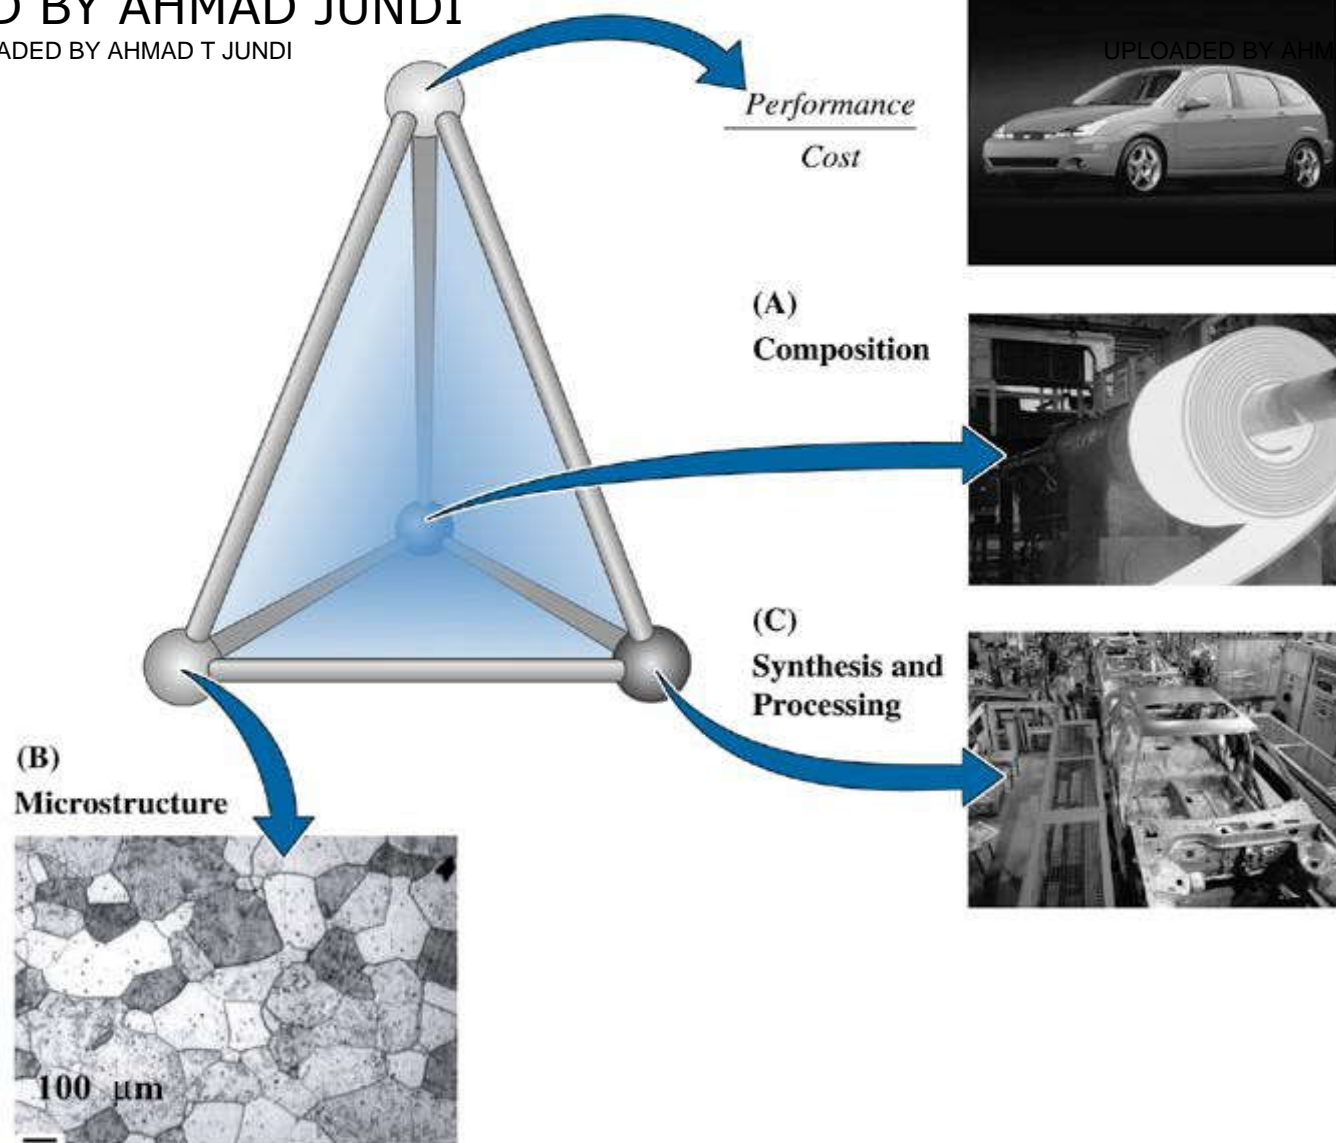 D BY AHMAD JUNDI
ADED BY AHMAD T JUNDI
UPLOADED BY AHM
Performance
Cost
(A)
Composition
(C)
Synthesis and
Processing
(B)
Microstructure
100 μm